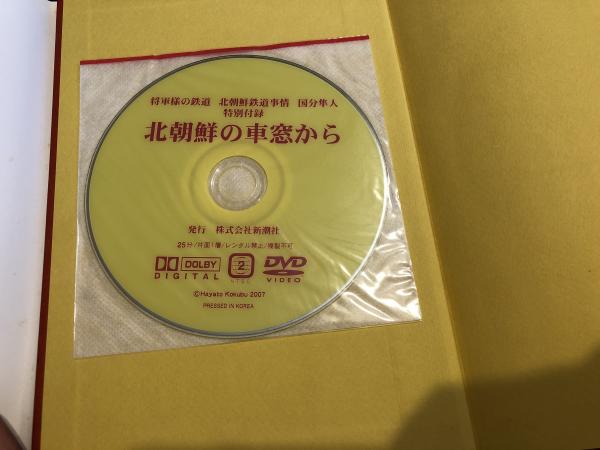 将軍様の鉄道 北朝鮮鉄道事情 国分隼人
特別付録
北朝鮮の車窓から
発行 株式会社新潮社
25分/片面1層/レンタル禁止/複製不可
DOLBY
DIGITAL
2
NTSC
DVD
VIDEO
©Hayato Kokubu 2007
PRESSED IN KOREA